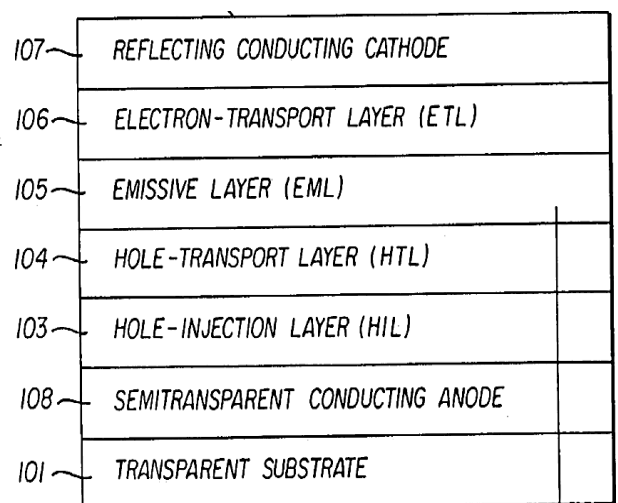 107 REFLECTING CONDUCTING CATHODE
106 ELECTRON-TRANSPORT LAYER (ETL)
105 EMISSIVE LAYER (EML)
104 HOLE-TRANSPORT LAYER (HTL)
103 HOLE-INJECTION LAYER (HIL)
108 SEMITRANSPARENT CONDUCTING ANODE
101 TRANSPARENT SUBSTRATE